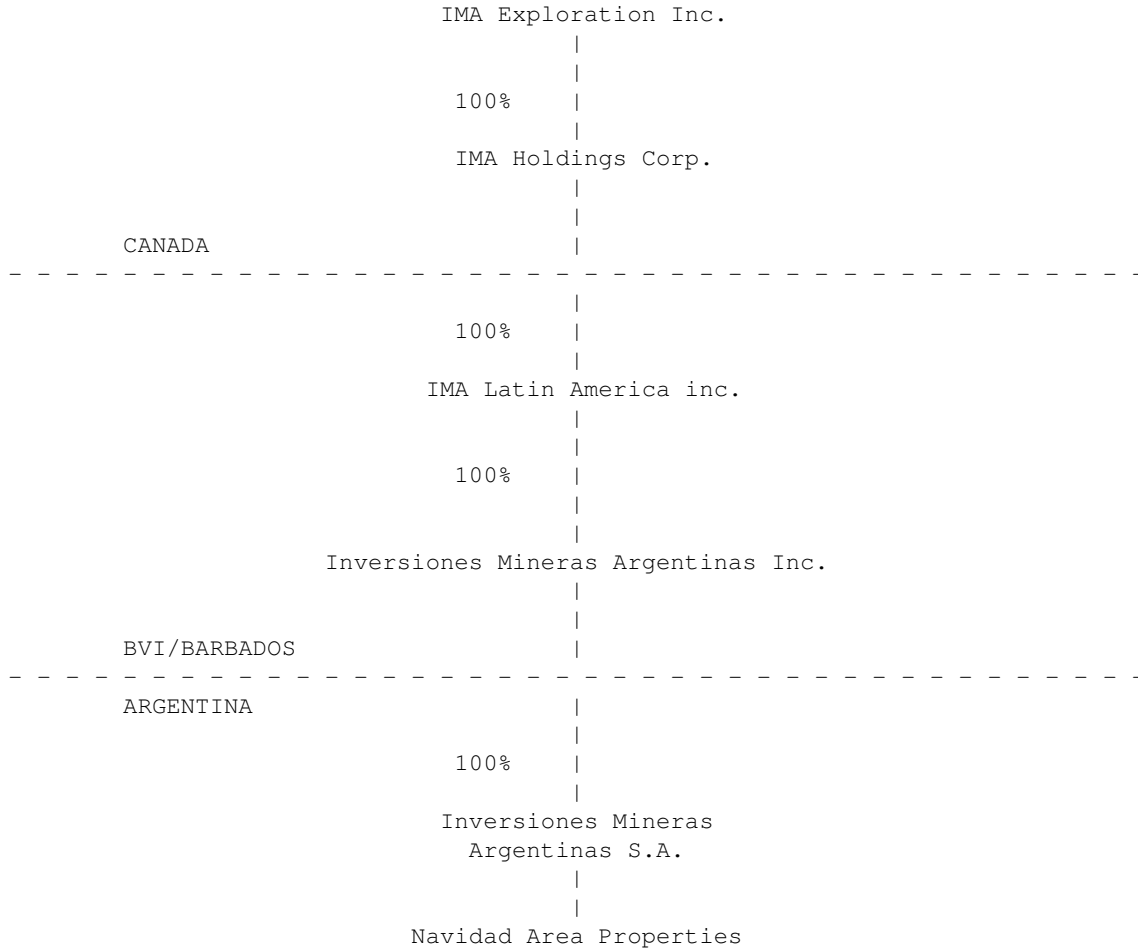 IMA Exploration Inc.
100%
IMA Holdings Corp.
CANADA
100%
IMA Latin America inc.
100%
Inversiones Mineras Argentinas Inc.
BVI/BARBADOS
ARGENTINA
100%
Inversiones Mineras
Argentinas S.A.
Navidad Area Properties